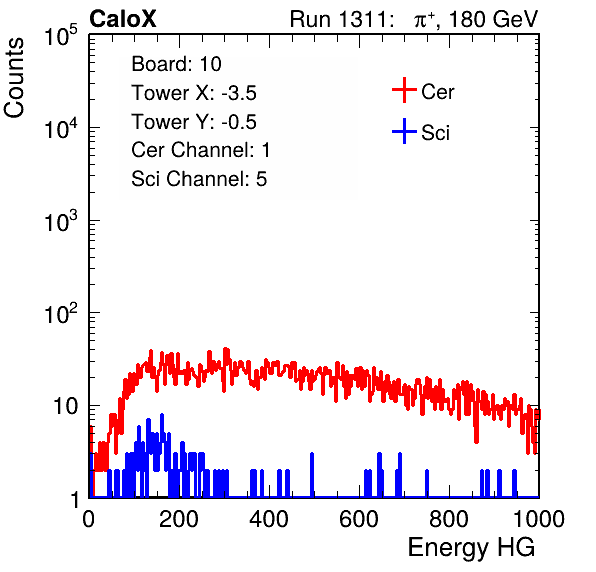 CaloX Run 1311: π⁺, 180 GeV
Counts
10⁵
10⁴
10³
10²
10
1
Board: 10
Tower X: -3.5
Tower Y: -0.5
Cer Channel: 1
Sci Channel: 5
Cer
Sci
0 200 400 600 800 1000
Energy HG